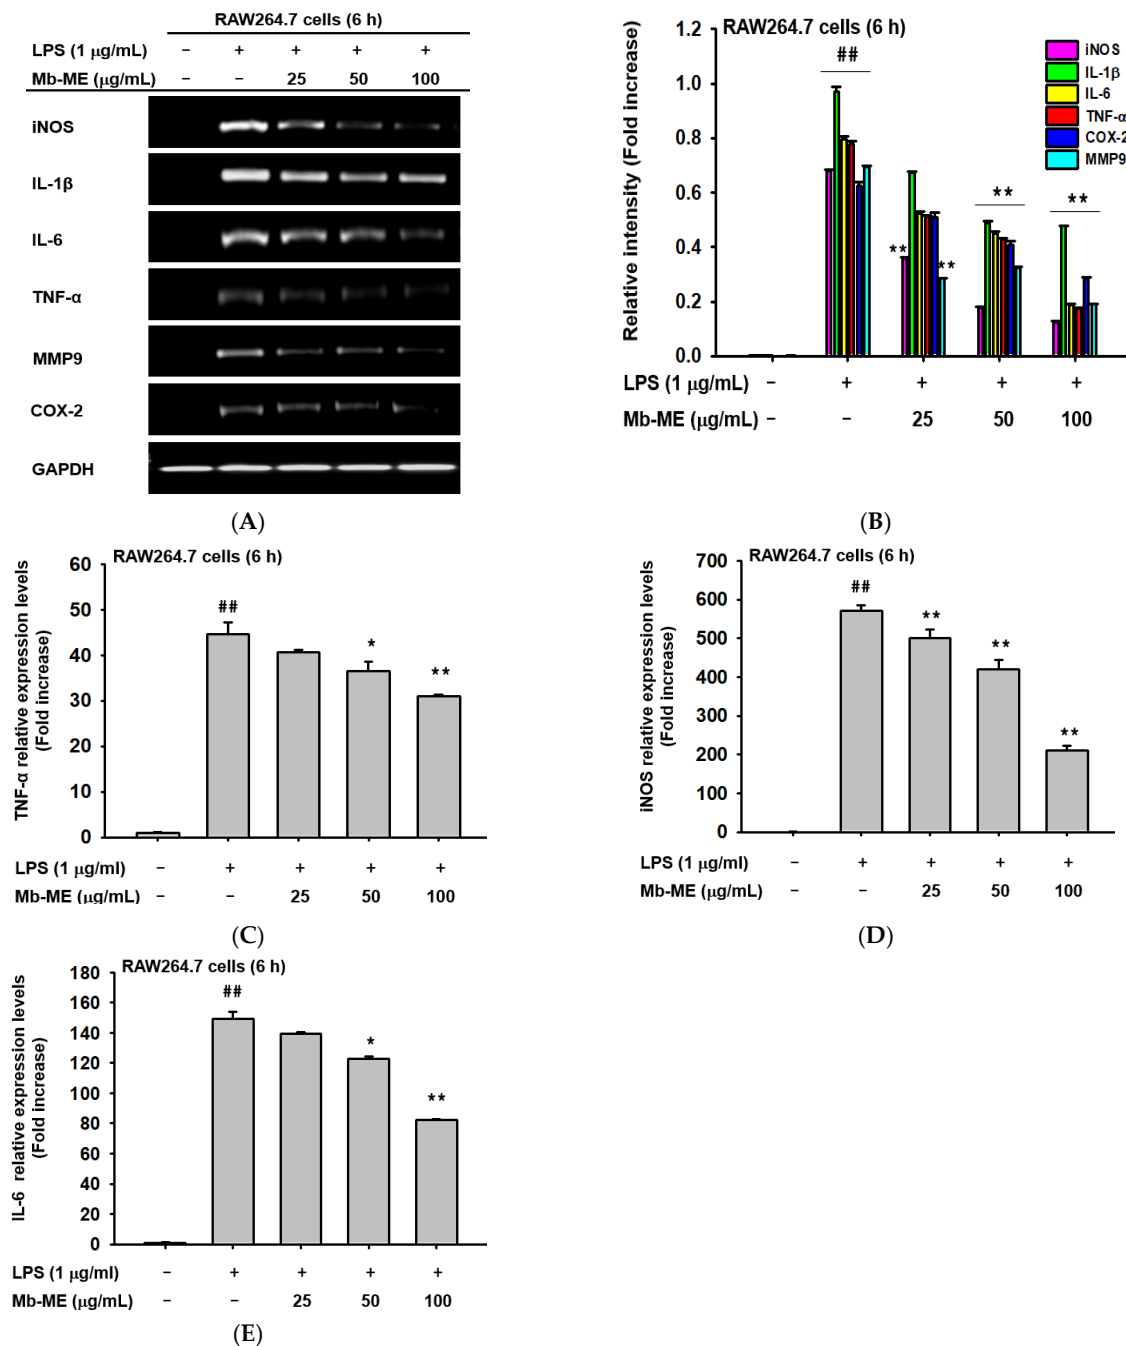 RAW264.7 cells (6 h)
LPS (1 μg/mL) − + + + +
Mb-ME (μg/mL) − − 25 50 100
iNOS
IL-1β
IL-6
TNF-α
MMP9
COX-2
GAPDH
(A)
RAW264.7 cells (6 h)
Relative intensity (Fold increase)
1.2
1.0
0.8
0.6
0.4
0.2
0.0
##
**
**
**
**
iNOS
IL-1β
IL-6
TNF-α
COX-2
MMP9
LPS (1 μg/mL) − + + + +
Mb-ME (μg/mL) − − 25 50 100
(B)
RAW264.7 cells (6 h)
TNF-α relative expression levels
(Fold increase)
60
50
40
30
20
10
0
##
*
**
LPS (1 μg/ml) − + + + +
Mb-ME (μg/mL) − − 25 50 100
(C)
RAW264.7 cells (6 h)
iNOS relative expression levels
(Fold increase)
700
600
500
400
300
200
100
0
##
**
**
**
LPS (1 μg/ml) − + + + +
Mb-ME (μg/mL) − − 25 50 100
(D)
RAW264.7 cells (6 h)
IL-6 relative expression levels
(Fold increase)
180
160
140
120
100
80
60
40
20
0
##
*
**
LPS (1 μg/ml) − + + + +
Mb-ME (μg/mL) − − 25 50 100
(E)